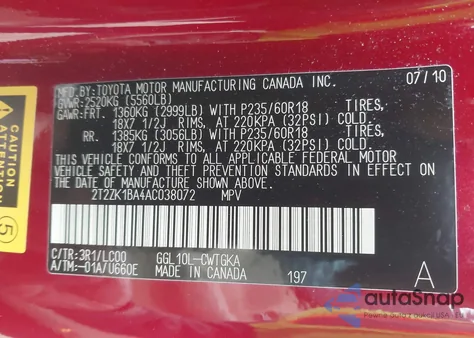 MFD.BY:TOYOTA MOTOR MANUFACTURING CANADA INC. 07/10
GVWR:2520KG (5560LB)
GAWR:FRT. 1360KG (2999LB) WITH P235/60R18 TIRES,
18X7 1/2J RIMS, AT 220KPA (32PSI) COLD.
RR. 1385KG (3056LB) WITH P235/60R18 TIRES,
18X7 1/2J RIMS, AT 220KPA (32PSI) COLD.
THIS VEHICLE CONFORMS TO ALL APPLICABLE FEDERAL MOTOR
VEHICLE SAFETY AND THEFT PREVENTION STANDARDS IN EFFECT ON
THE DATE OF MANUFACTURE SHOWN ABOVE.
2T2ZK1BA4AC038072 MPV
C/TR:3R1/LC00 GGL10L-CWTGKA
A/TM:-01A/U660E MADE IN CANADA 197 A
CAUTION
ATTENTION
5
autoSnap